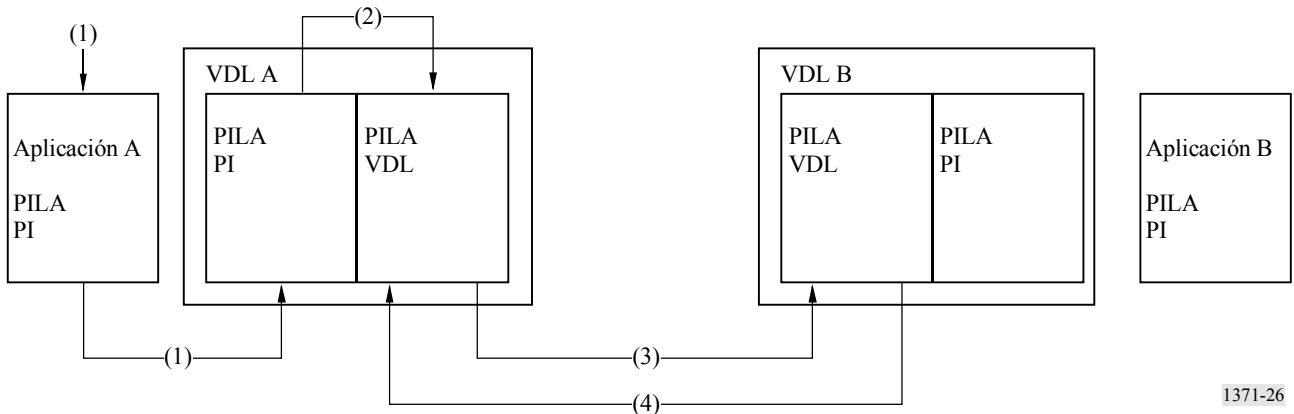 (2)
(1)
VDL A
VDL B
Aplicación A
PILA
PI
PILA
PI
PILA
VDL
PILA
VDL
PILA
PI
Aplicación B
PILA
PI
(1)
(3)
(4)
1371-26